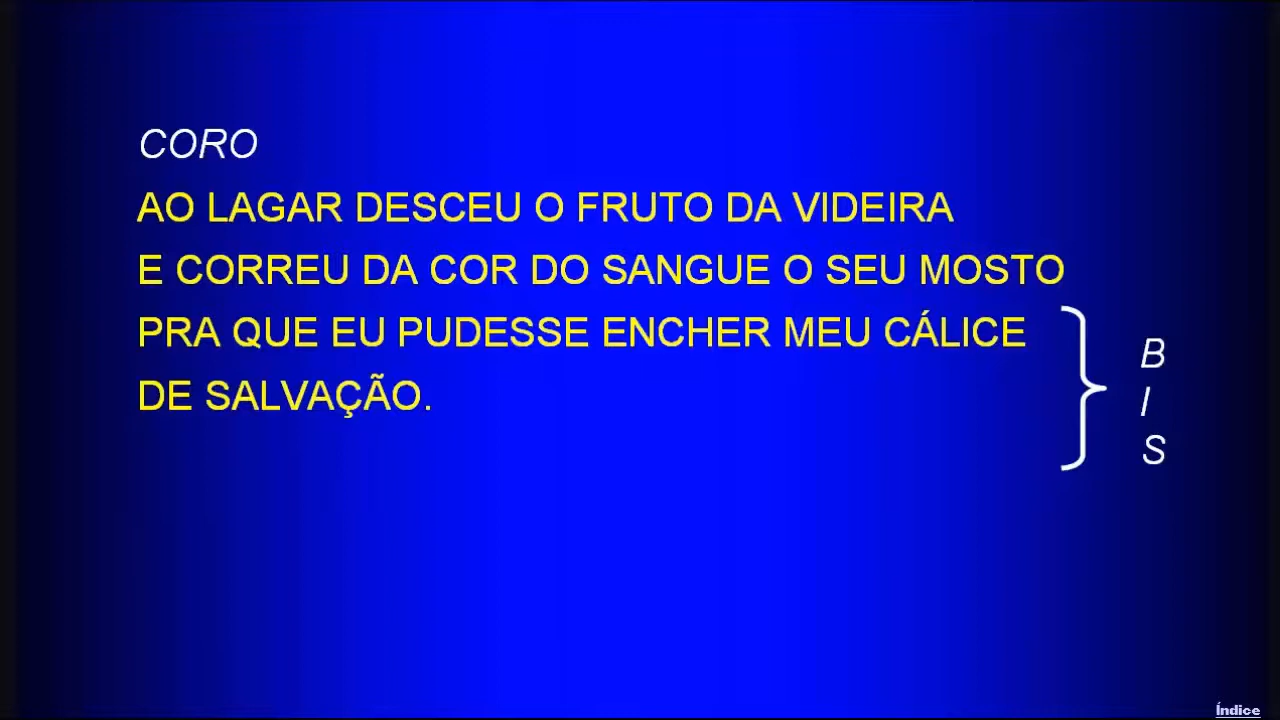 CORO
AO LAGAR DESCEU O FRUTO DA VIDEIRA
E CORREU DA COR DO SANGUE O SEU MOSTO
PRA QUE EU PUDESSE ENCHER MEU CÁLICE
DE SALVAÇÃO.
B
I
S
Índice